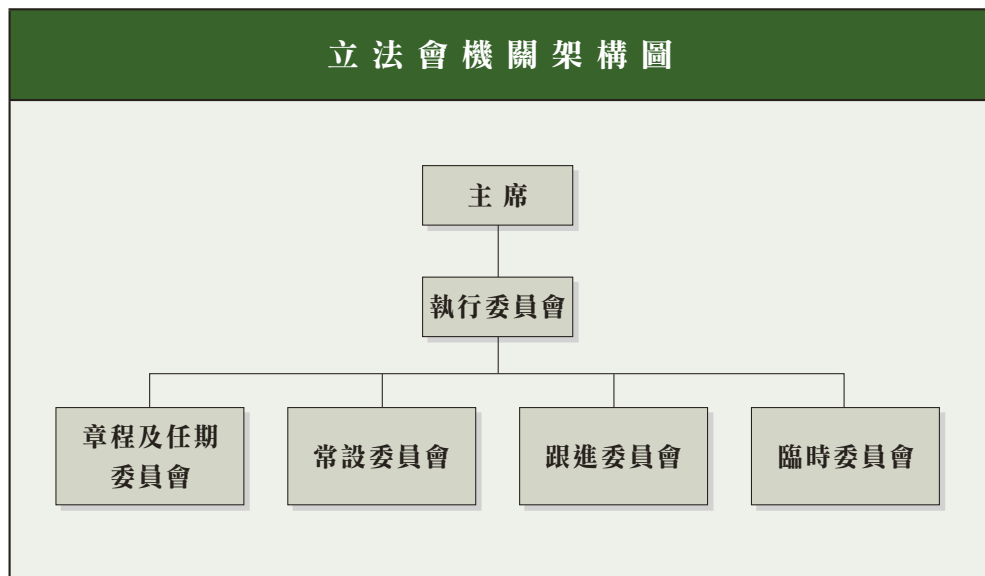 立法會機關架構圖
主席
執行委員會
章程及任期
委員會
常設委員會
跟進委員會
臨時委員會